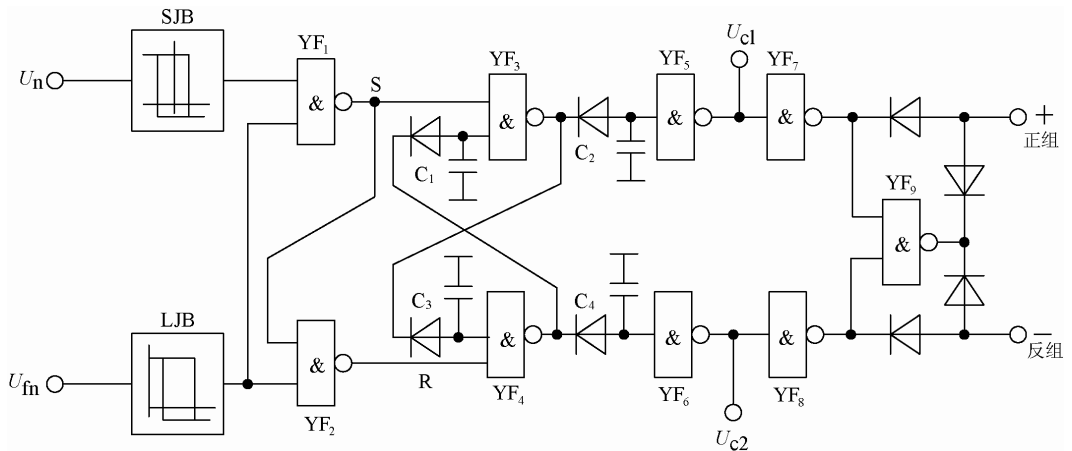 SJB
Un
YF1
&
S
YF3
&
C1
C2
YF5
&
Uc1
YF7
&
+
正组
YF9
&
LJB
Ufn
&
YF2
R
C3
&
YF4
C4
&
YF6
Uc2
&
YF8
−
反组